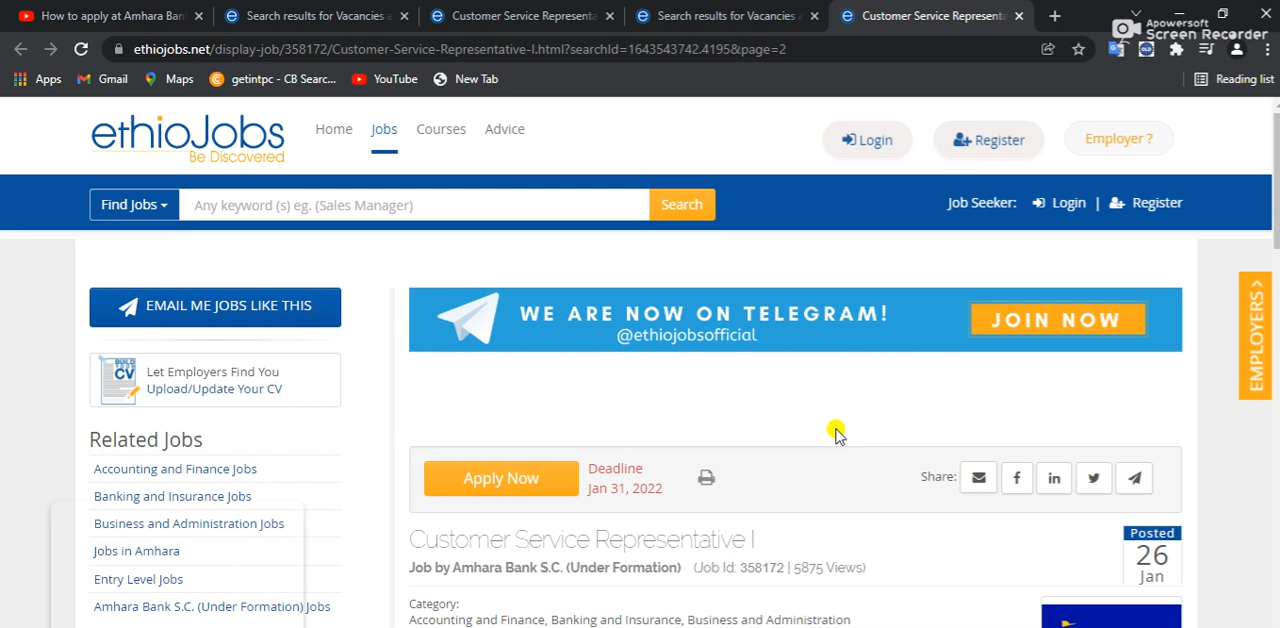 How to apply at Amhara Ban
Search results for Vacancies a
Customer Service Representa
Search results for Vacancies a
Customer Service Representa
Apowersoft
Screen Recorder
ethiojobs.net/display-job/358172/Customer-Service-Representative-I.html?searchId=1643543742.4195&page=2
Apps
Gmail
Maps
getintpc - CB Searc...
YouTube
New Tab
Reading list
ethioJobs
Be Discovered
Home
Jobs
Courses
Advice
Login
Register
Employer ?
Find Jobs
Any keyword (s) eg. (Sales Manager)
Search
Job Seeker: Login | Register
EMAIL ME JOBS LIKE THIS
WE ARE NOW ON TELEGRAM!
@ethiojobsofficial
JOIN NOW
EMPLOYERS >
BUILD YOUR
CV
Let Employers Find You
Upload/Update Your CV
Related Jobs
Accounting and Finance Jobs
Banking and Insurance Jobs
Business and Administration Jobs
Jobs in Amhara
Entry Level Jobs
Amhara Bank S.C. (Under Formation) Jobs
Apply Now
Deadline
Jan 31, 2022
Share:
Customer Service Representative I
Job by Amhara Bank S.C. (Under Formation) (Job Id: 358172 | 5875 Views)
Posted
26
Jan
Category:
Accounting and Finance, Banking and Insurance, Business and Administration